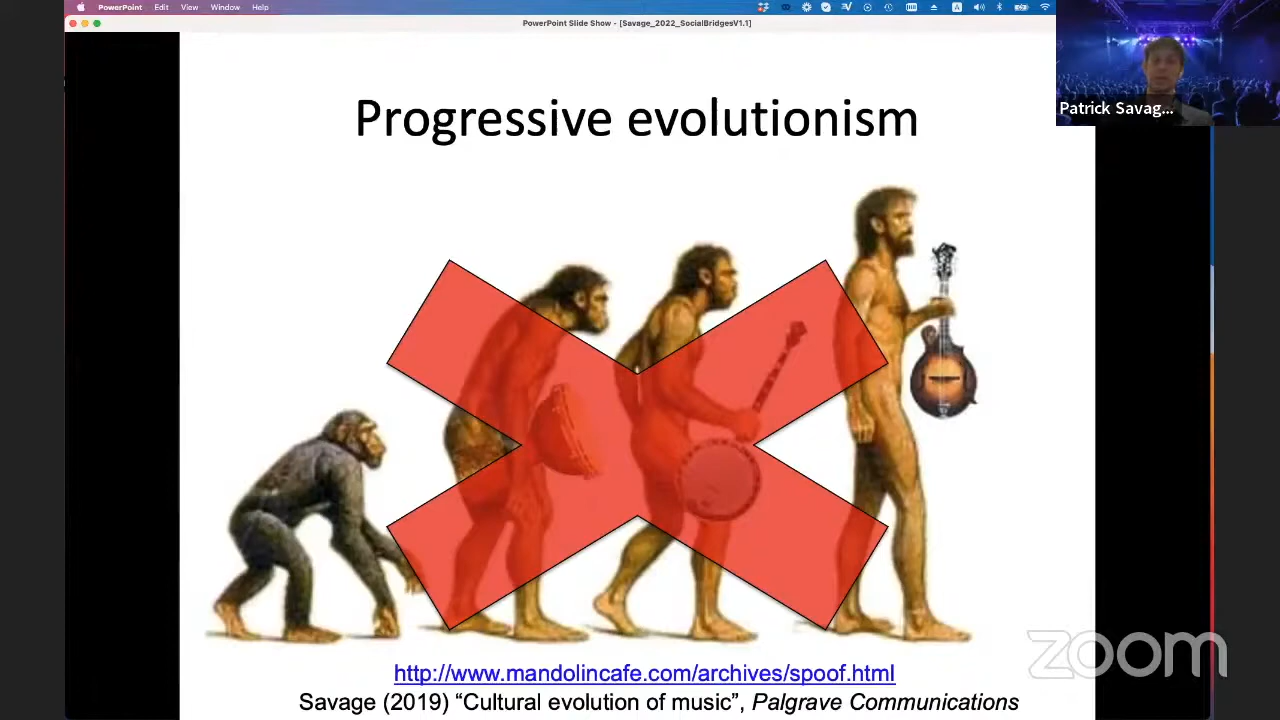 PowerPoint Edit View Window Help
PowerPoint Slide Show - [Savage_2022_SocialBridgesV1.1]
Patrick Savag...
Progressive evolutionism
http://www.mandolincafe.com/archives/spoof.html
Savage (2019) “Cultural evolution of music”, Palgrave Communications
zoom